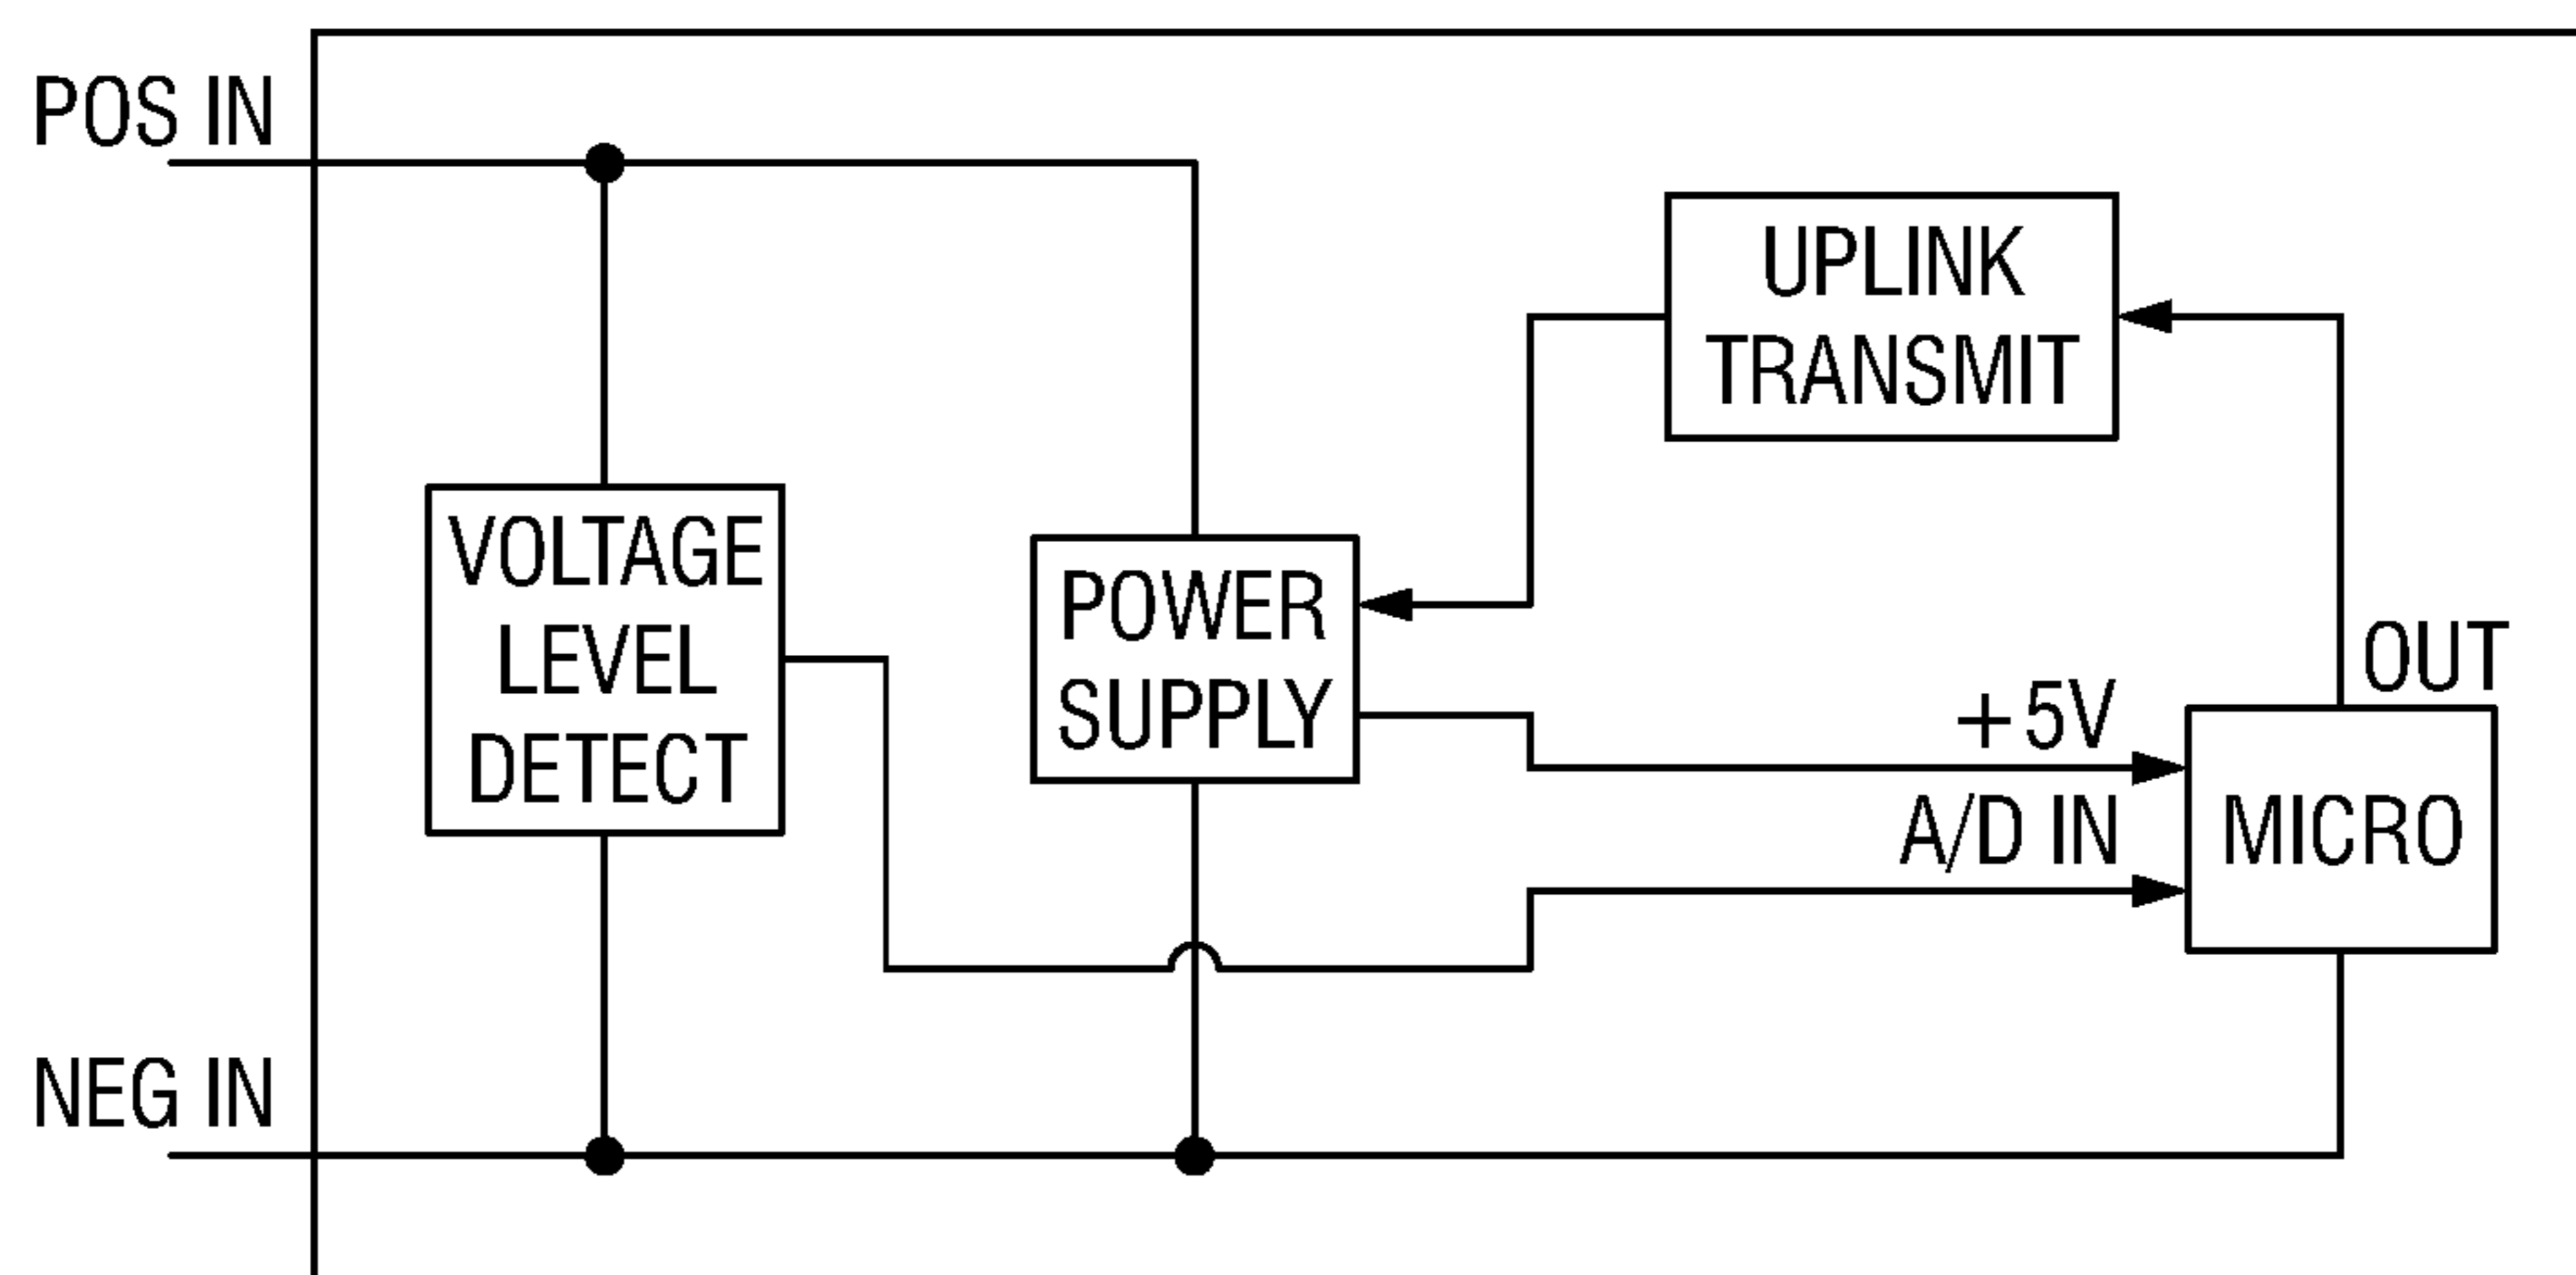 POS IN
UPLINK
TRANSMIT
VOLTAGE
LEVEL
DETECT
POWER
SUPPLY
OUT
+5V
A/D IN
MICRO
NEG IN